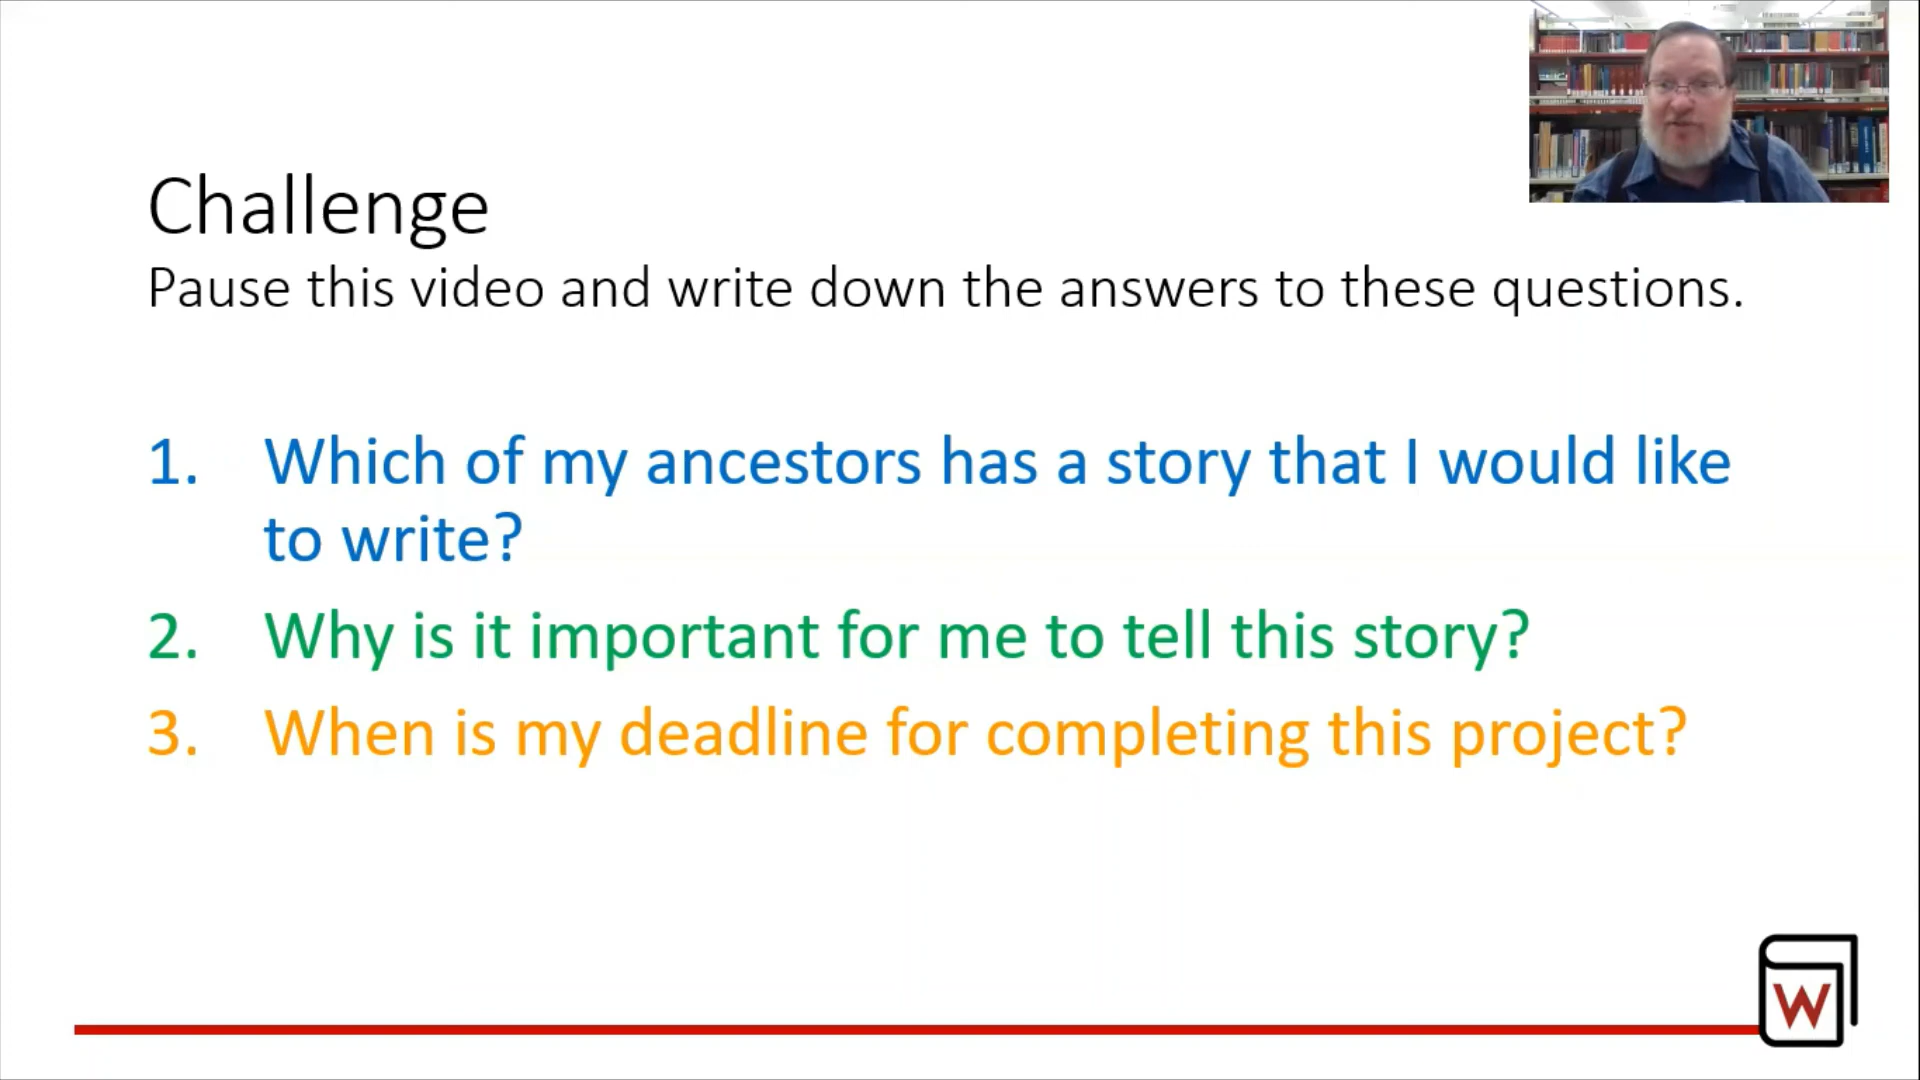 Challenge
Pause this video and write down the answers to these questions.
1. Which of my ancestors has a story that I would like
to write?
2. Why is it important for me to tell this story?
3. When is my deadline for completing this project?
W